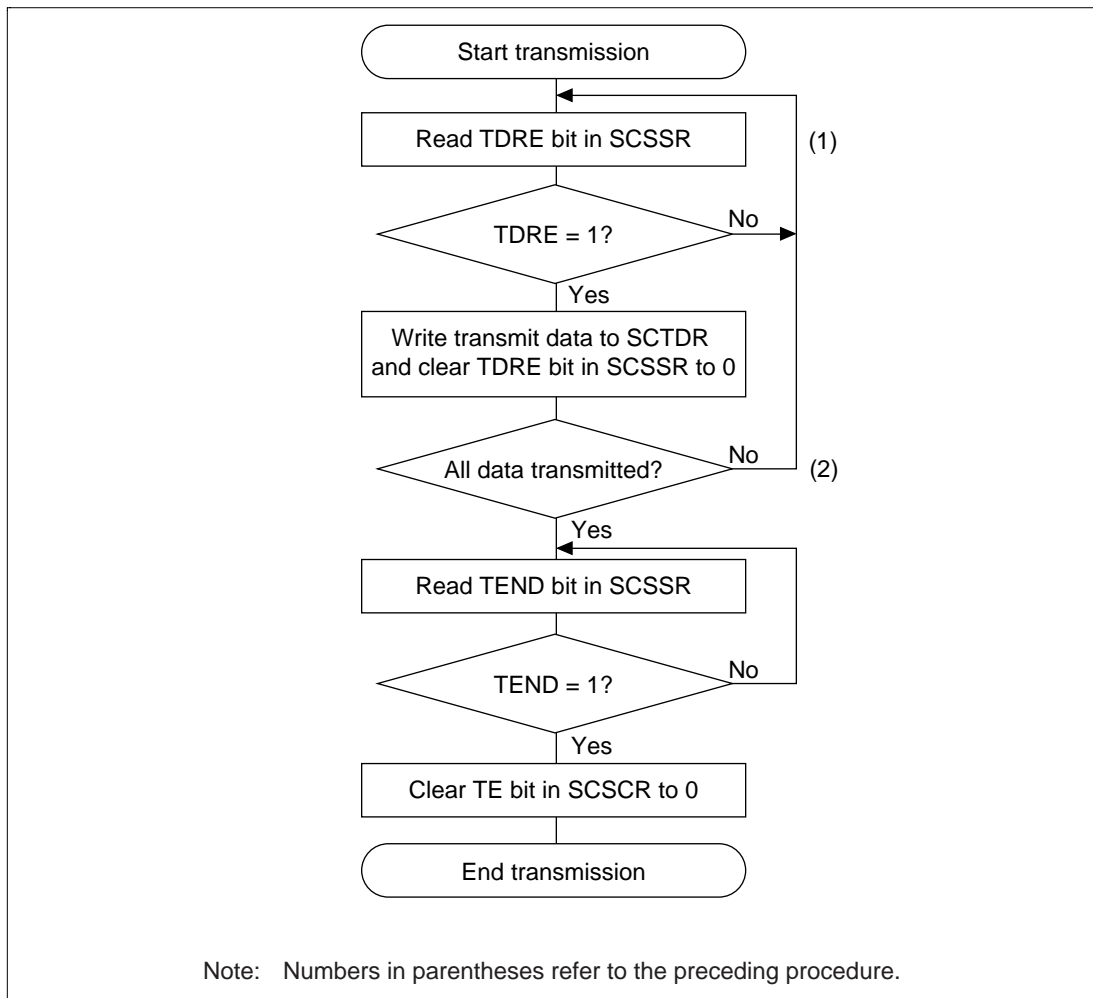 Start transmission
Read TDRE bit in SCSSR
(1)
TDRE = 1?
No
Yes
Write transmit data to SCTDR
and clear TDRE bit in SCSSR to 0
All data transmitted?
No
(2)
Yes
Read TEND bit in SCSSR
TEND = 1?
No
Yes
Clear TE bit in SCSCR to 0
End transmission
Note: Numbers in parentheses refer to the preceding procedure.